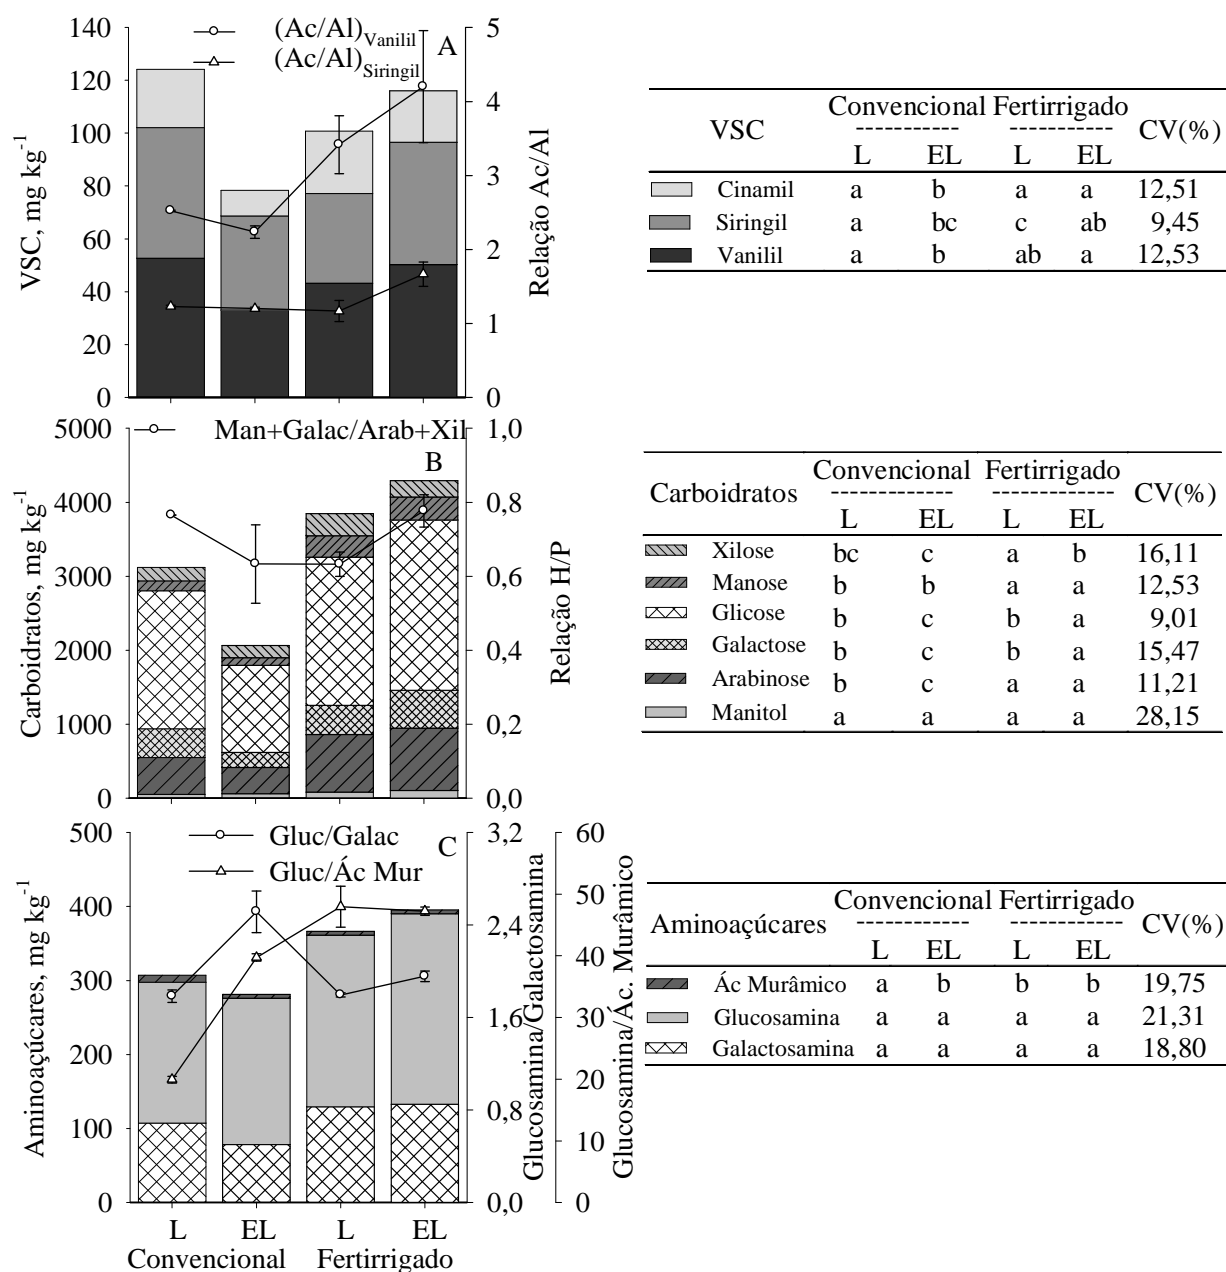 140
120
100
80
60
40
20
0
VSC, mg kg-1
(Ac/Al)Vanilil
(Ac/Al)Siringil
A
5
4
3
2
1
0
Relação Ac/Al
VSC Convencional Fertirrigado CV(%)
L EL L EL
Cinamil a b a a 12,51
Siringil a bc c ab 9,45
Vanilil a b ab a 12,53
5000
4000
3000
2000
1000
0
Carboidratos, mg kg-1
Man+Galac/Arab+Xil
B
1,0
0,8
0,6
0,4
0,2
0,0
Relação H/P
Carboidratos Convencional Fertirrigado CV(%)
L EL L EL
Xilose bc c a b 16,11
Manose b b a a 12,53
Glicose b c b a 9,01
Galactose b c b a 15,47
Arabinose b c a a 11,21
Manitol a a a a 28,15
500
400
300
200
100
0
Aminoaçúcares, mg kg-1
Gluc/Galac
Gluc/Ác Mur
C
3,2
2,4
1,6
0,8
0,0
Glucosamina/Galactosamina
60
50
40
30
20
10
0
Glucosamina/Ác. Murâmico
Aminoaçúcares Convencional Fertirrigado CV(%)
L EL L EL
Ác Murâmico a b b b 19,75
Glucosamina a a a a 21,31
Galactosamina a a a a 18,80
L EL L EL
Convencional Fertirrigado